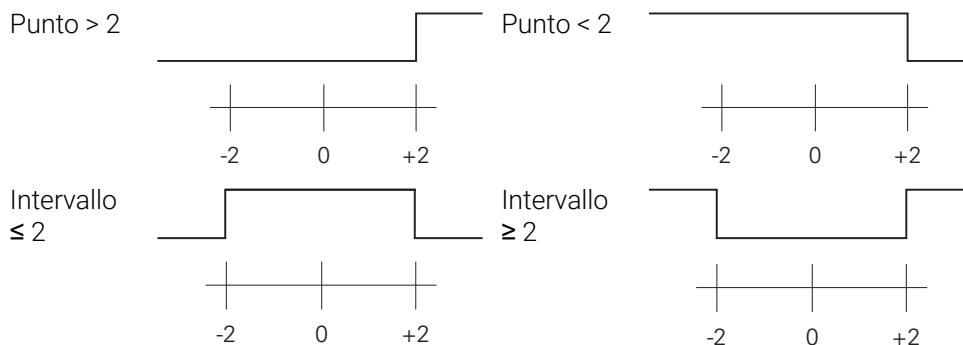 Punto > 2
-2 0 +2
Punto < 2
-2 0 +2
Intervallo
≤ 2
-2 0 +2
Intervallo
≥ 2
-2 0 +2